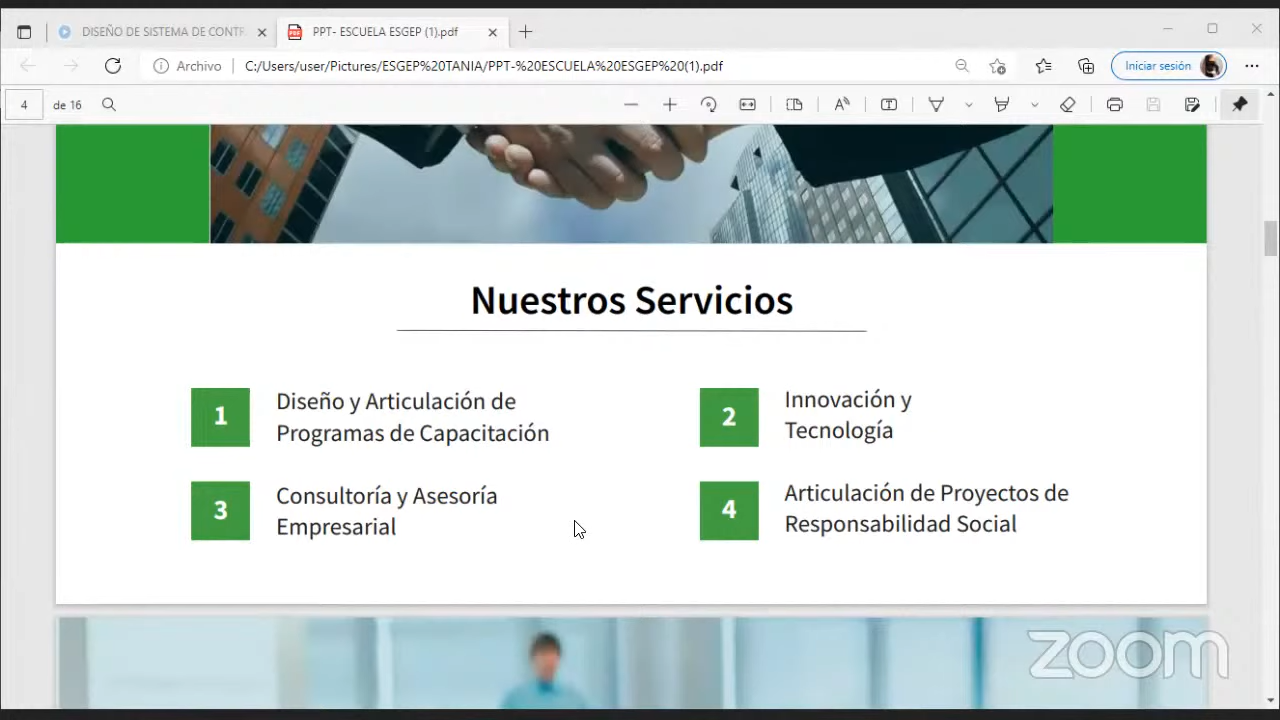 DISEÑO DE SISTEMA DE CONTR
PPT- ESCUELA ESGEP (1).pdf
Archivo
C:/Users/user/Pictures/ESGEP%20TANIA/PPT-%20ESCUELA%20ESGEP%20(1).pdf
Iniciar sesión
4 de 16
Nuestros Servicios
1 Diseño y Articulación de
Programas de Capacitación
2 Innovación y
Tecnología
3 Consultoría y Asesoría
Empresarial
4 Articulación de Proyectos de
Responsabilidad Social
zoom